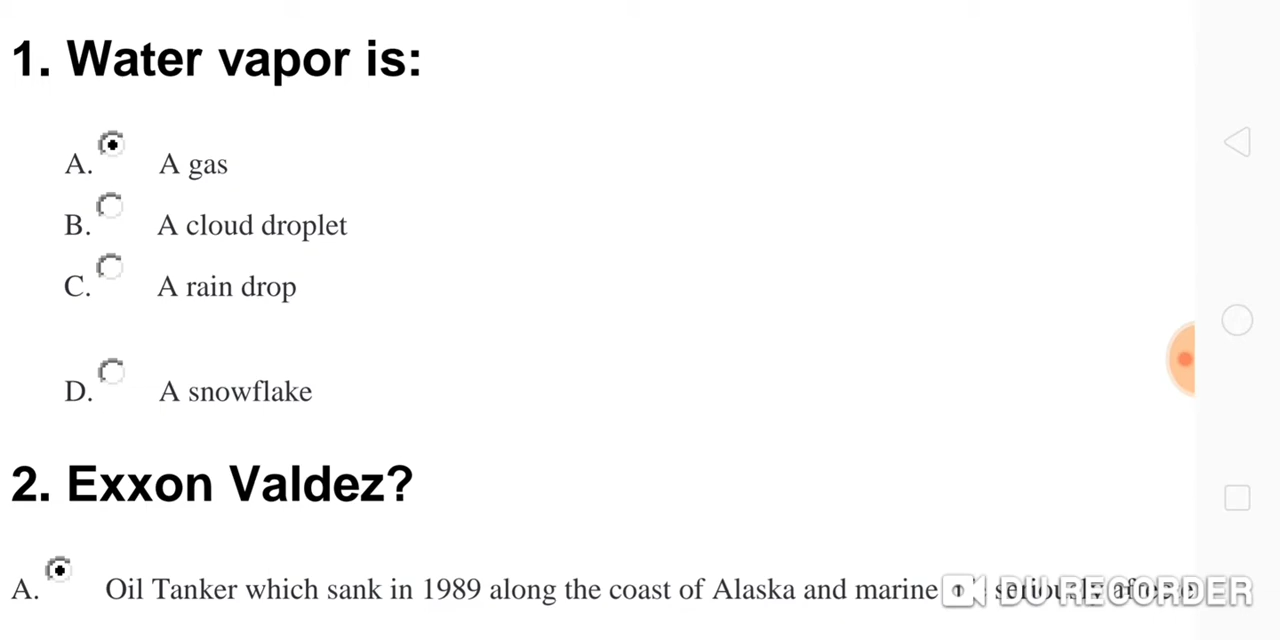 1. Water vapor is:
A. A gas
B. A cloud droplet
C. A rain drop
D. A snowflake
2. Exxon Valdez?
A. Oil Tanker which sank in 1989 along the coast of Alaska and marine seriously
DU RECORDER